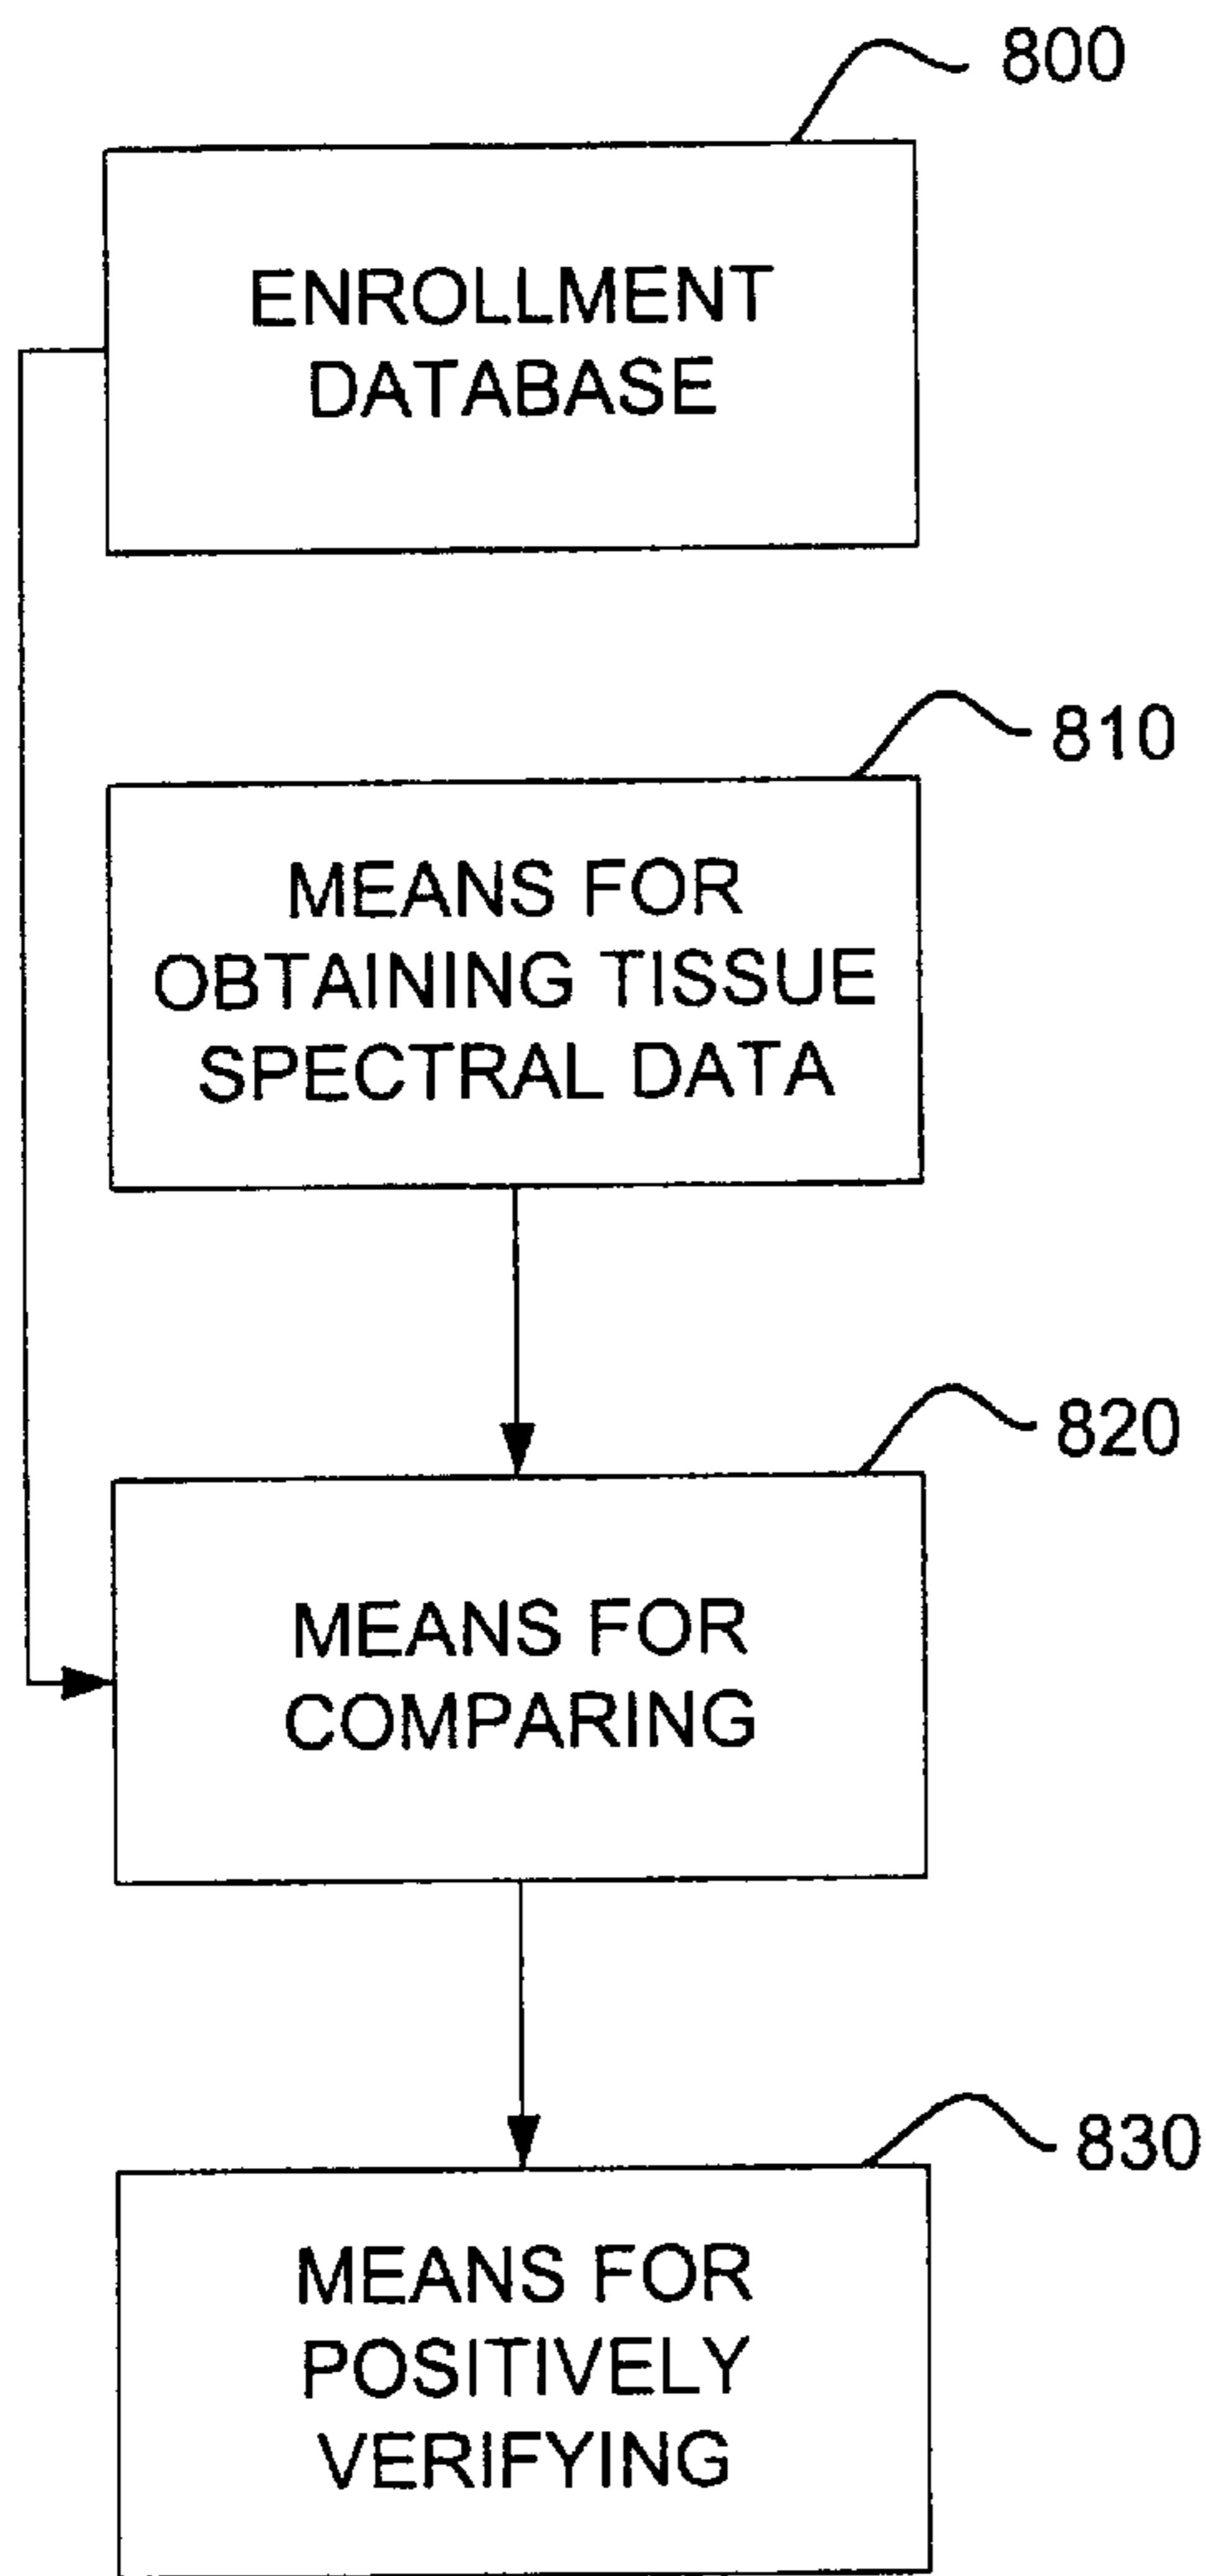 800
ENROLLMENT
DATABASE
810
MEANS FOR
OBTAINING TISSUE
SPECTRAL DATA
820
MEANS FOR
COMPARING
830
MEANS FOR
POSITIVELY
VERIFYING